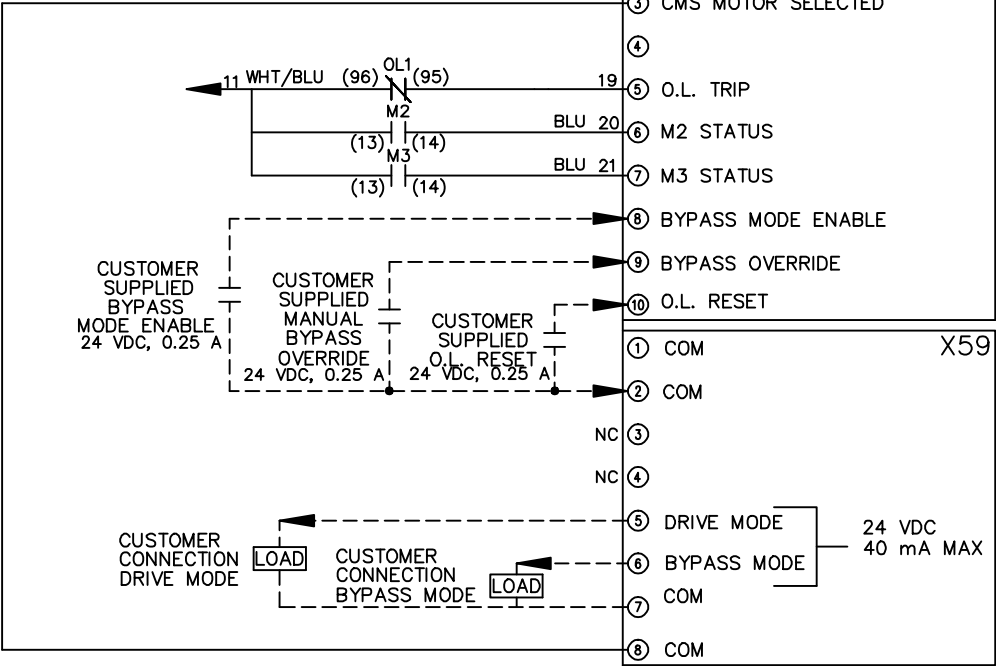 3 CMS MOTOR SELECTED
4
11 WHT/BLU (96) OL1 (95) 19 5 O.L. TRIP
M2
(13) (14) BLU 20 6 M2 STATUS
M3
(13) (14) BLU 21 7 M3 STATUS
8 BYPASS MODE ENABLE
9 BYPASS OVERRIDE
10 O.L. RESET
CUSTOMER
SUPPLIED
BYPASS
MODE ENABLE
24 VDC, 0.25 A
CUSTOMER
SUPPLIED
MANUAL
BYPASS
OVERRIDE
24 VDC, 0.25 A
CUSTOMER
SUPPLIED
O.L. RESET
24 VDC, 0.25 A
X59
1 COM
2 COM
NC 3
NC 4
5 DRIVE MODE
6 BYPASS MODE
7 COM
8 COM
24 VDC
40 mA MAX
CUSTOMER
CONNECTION
DRIVE MODE
LOAD
CUSTOMER
CONNECTION
BYPASS MODE
LOAD